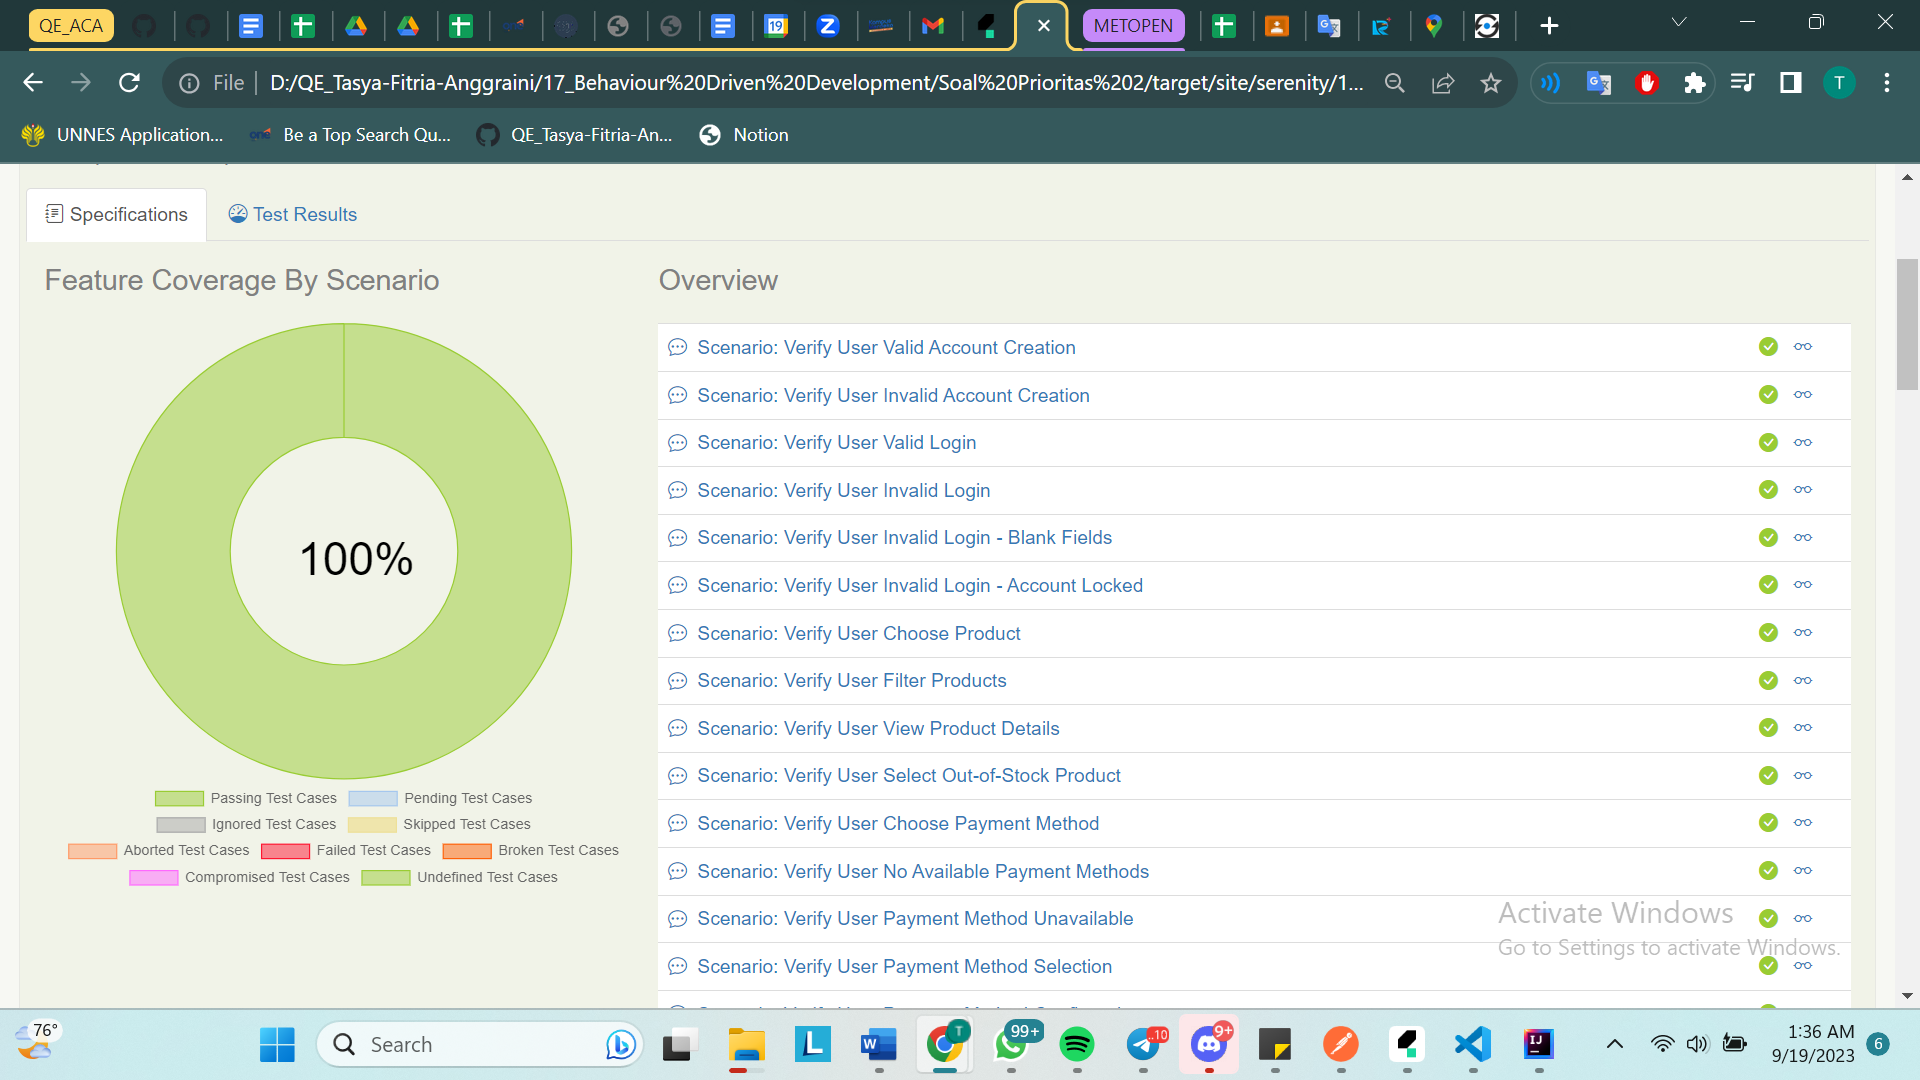 QE_ACA
19
METOPEN
File
D:/QE_Tasya-Fitria-Anggraini/17_Behaviour%20Driven%20Development/Soal%20Prioritas%202/target/site/serenity/1...
T
UNNES Application...
one
Be a Top Search Qu...
QE_Tasya-Fitria-An...
Notion
Specifications
Test Results
Feature Coverage By Scenario
Overview
100%
Passing Test Cases
Pending Test Cases
Ignored Test Cases
Skipped Test Cases
Aborted Test Cases
Failed Test Cases
Broken Test Cases
Compromised Test Cases
Undefined Test Cases
Scenario: Verify User Valid Account Creation
Scenario: Verify User Invalid Account Creation
Scenario: Verify User Valid Login
Scenario: Verify User Invalid Login
Scenario: Verify User Invalid Login - Blank Fields
Scenario: Verify User Invalid Login - Account Locked
Scenario: Verify User Choose Product
Scenario: Verify User Filter Products
Scenario: Verify User View Product Details
Scenario: Verify User Select Out-of-Stock Product
Scenario: Verify User Choose Payment Method
Scenario: Verify User No Available Payment Methods
Scenario: Verify User Payment Method Unavailable
Scenario: Verify User Payment Method Selection
Activate Windows
Go to Settings to activate Windows.
76°
Search
T
99+
..10
9+
1:36 AM
9/19/2023
6